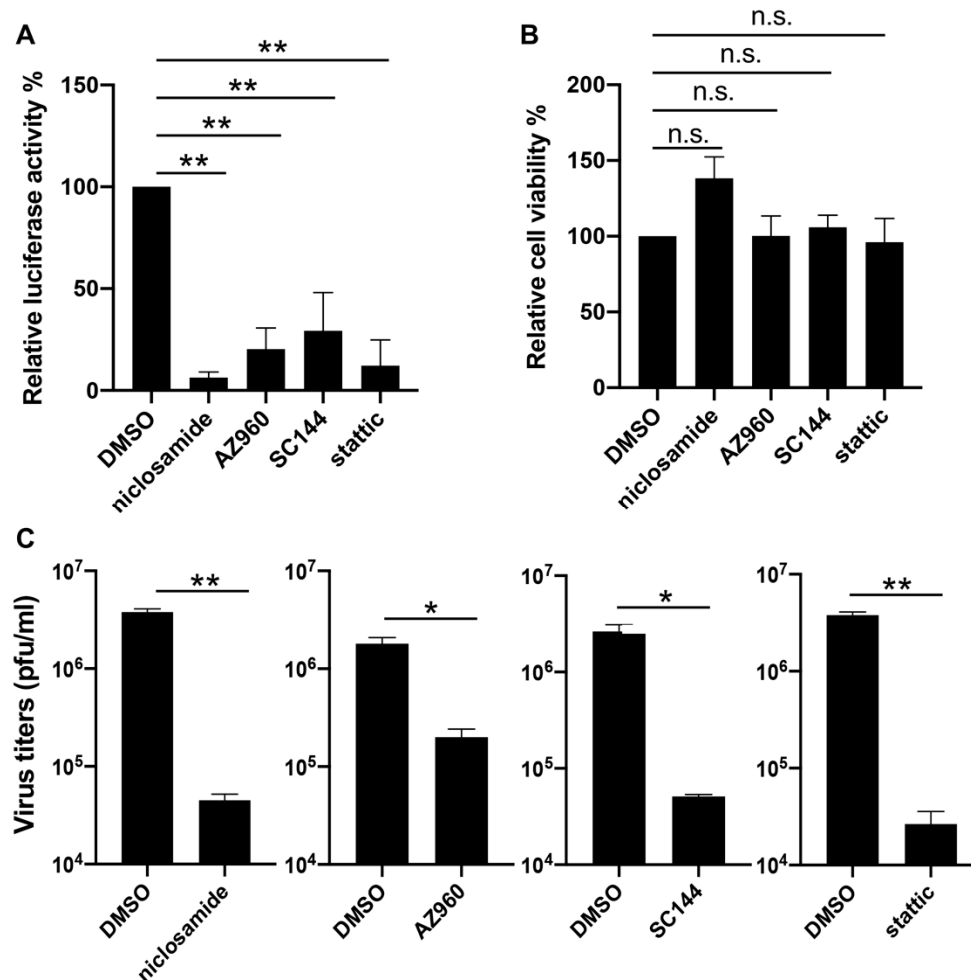 A
Relative luciferase activity %
150
100
50
0
**
**
**
**
DMSO
niclosamide
AZ960
SC144
stattic
B
Relative cell viability %
200
150
100
50
0
n.s.
n.s.
n.s.
n.s.
DMSO
niclosamide
AZ960
SC144
stattic
C
Virus titers (pfu/ml)
10⁷
10⁶
10⁵
10⁴
**
DMSO
niclosamide
10⁷
10⁶
10⁵
10⁴
*
DMSO
AZ960
10⁷
10⁶
10⁵
10⁴
*
DMSO
SC144
10⁷
10⁶
10⁵
10⁴
**
DMSO
stattic